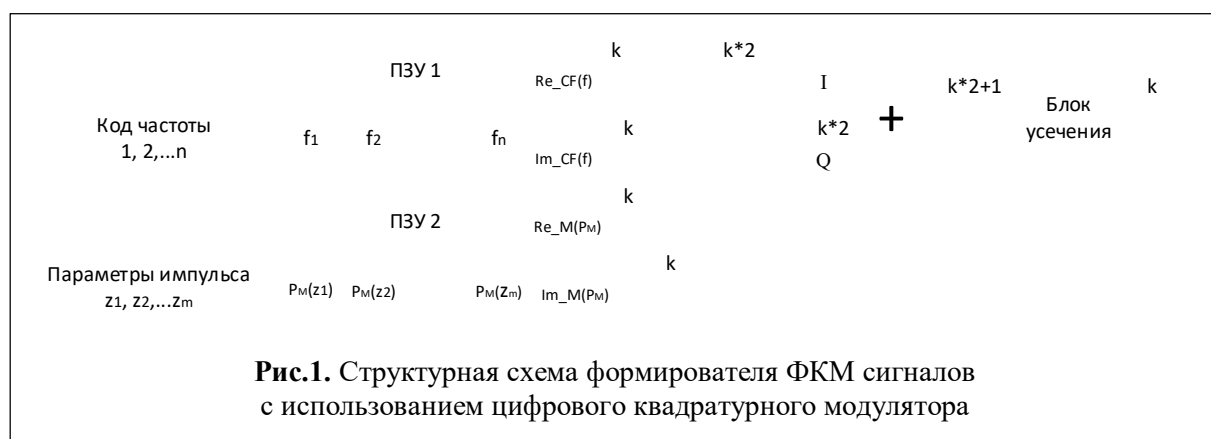 k k*2
ПЗУ 1 Re_CF(f) I k*2+1 k
Блок
усечения
Код частоты
1, 2,...n
f1 f2 fn k k*2 +
Im_CF(f) Q
k
ПЗУ 2 Re_M(PM)
k
Параметры импульса
z1, z2,...zm
PM(z1) PM(z2) PM(zm) Im_M(PM)
Рис.1. Структурная схема формирователя ФКМ сигналов
с использованием цифрового квадратурного модулятора